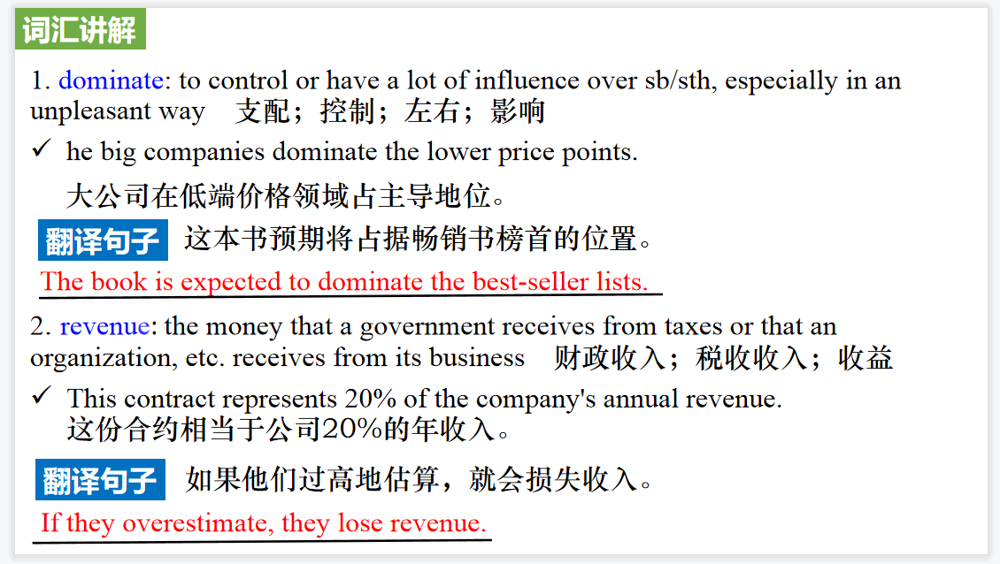 词汇讲解
1. dominate: to control or have a lot of influence over sb/sth, especially in an
unpleasant way 支配；控制；左右；影响
✓ he big companies dominate the lower price points.
大公司在低端价格领域占主导地位。
翻译句子 这本书预期将占据畅销书榜首的位置。
The book is expected to dominate the best-seller lists.
2. revenue: the money that a government receives from taxes or that an
organization, etc. receives from its business 财政收入；税收收入；收益
✓ This contract represents 20% of the company's annual revenue.
这份合约相当于公司20%的年收入。
翻译句子 如果他们过高地估算，就会损失收入。
If they overestimate, they lose revenue.